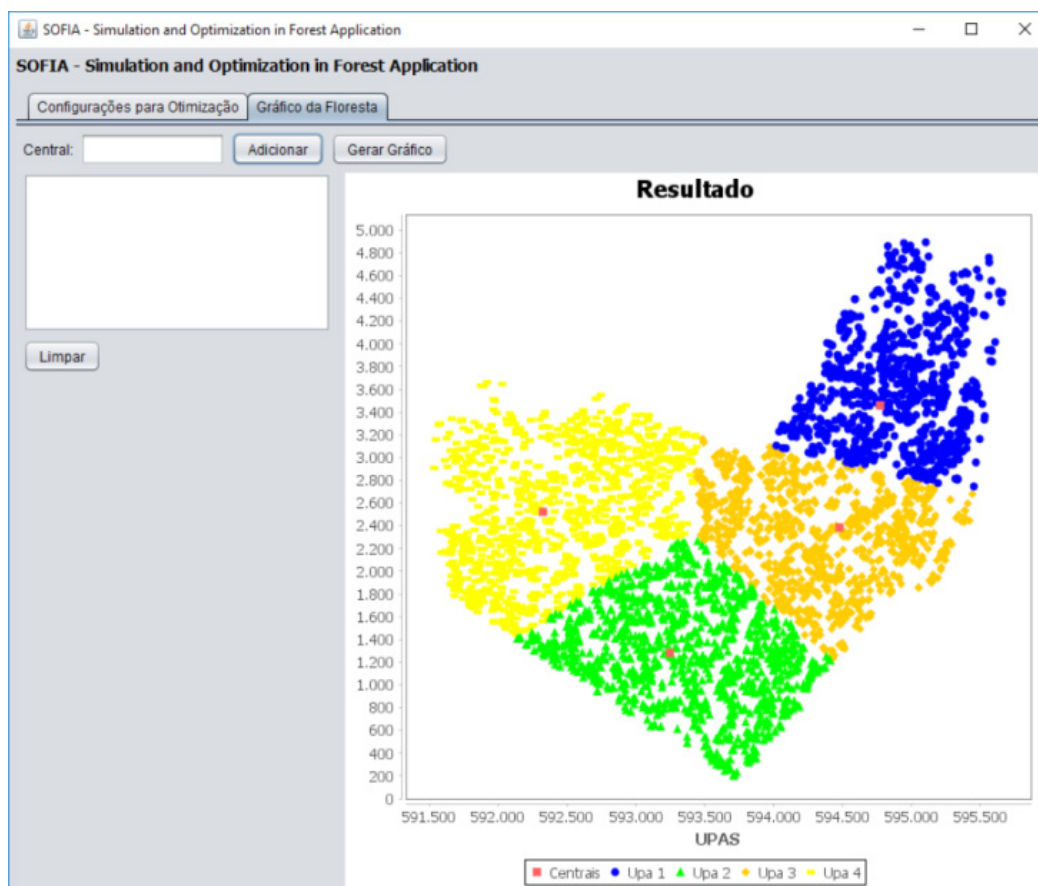 SOFIA - Simulation and Optimization in Forest Application
SOFIA - Simulation and Optimization in Forest Application
Configurações para Otimização
Gráfico da Floresta
Central:
Adicionar
Gerar Gráfico
Limpar
Resultado
5.000
4.800
4.600
4.400
4.200
4.000
3.800
3.600
3.400
3.200
3.000
2.800
2.600
2.400
2.200
2.000
1.800
1.600
1.400
1.200
1.000
800
600
400
200
0
591.500 592.000 592.500 593.000 593.500 594.000 594.500 595.000 595.500
UPAS
Centrais Upa 1 Upa 2 Upa 3 Upa 4